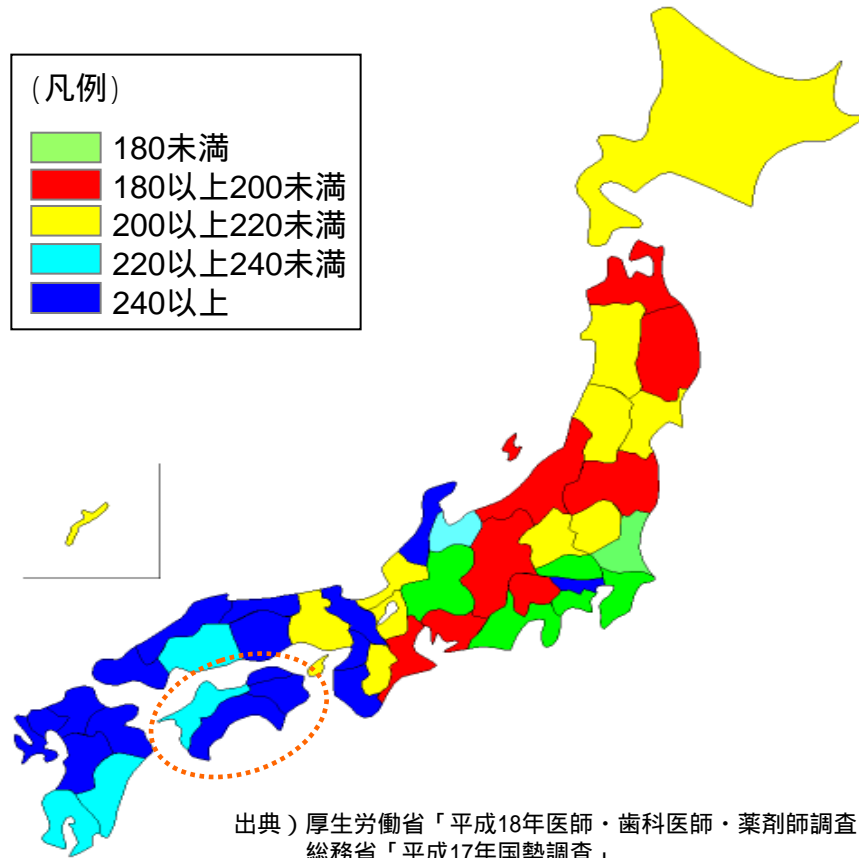 (凡例)
180未満
180以上200未満
200以上220未満
220以上240未満
240以上
出典)厚生労働省「平成18年医師・歯科医師・薬剤師調査
総務省「平成17年国勢調査」